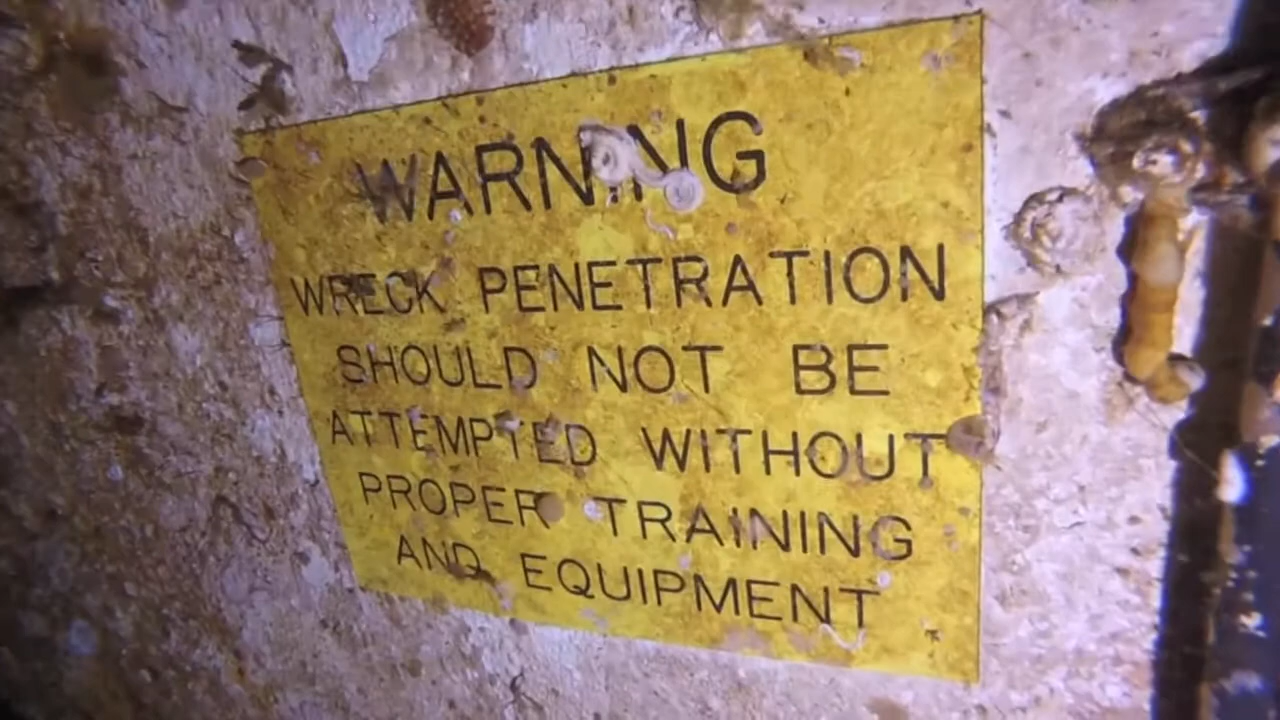 WARNING
WRECK PENETRATION
SHOULD NOT BE
ATTEMPTED WITHOUT
PROPER TRAINING
AND EQUIPMENT